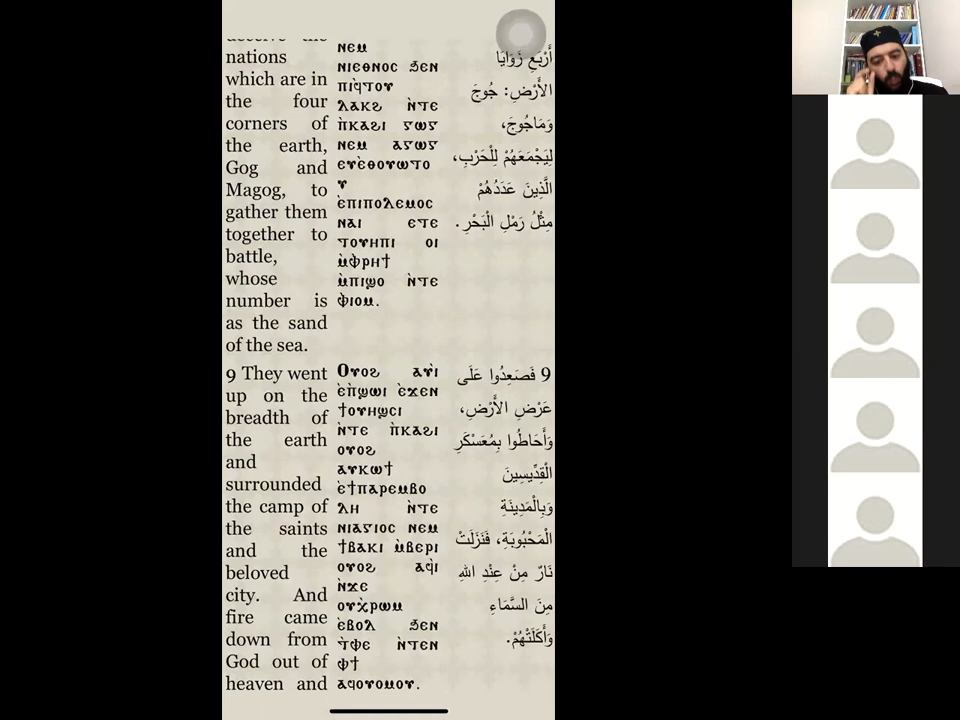 nations
which are in
the four
corners of
the earth,
Gog and
Magog, to
gather them
together to
battle,
whose
number is
as the sand
of the sea.
9 They went
up on the
breadth of
the earth
and
surrounded
the camp of
the saints
and the
beloved
city. And
fire came
down from
God out of
heaven and
ⲛⲉⲙ
ⲛⲓⲉⲑⲛⲟⲥ ϧⲉⲛ
ⲡⲓϥ̀ⲧⲟⲩ
ⲗⲁⲕϩ ⲛ̀ⲧⲉ
ⲡ̀ⲕⲁϩⲓ ⲅⲱⲅ
ⲛⲉⲙ ⲙⲁⲅⲱⲅ
ⲉⲩⲉ̀ⲑⲟⲩⲱⲧⲟ
ⲩ
ⲉ̀ⲡⲓⲡⲟⲗⲉⲙⲟⲥ
ⲛⲁⲓ ⲉⲧⲉ
ⲧⲟⲩⲏⲡⲓ ⲟⲓ
ⲙ̀ⲫⲣⲏϯ
ⲙ̀ⲡⲓϣⲟ ⲛ̀ⲧⲉ
ⲫⲓⲟⲙ.
Ⲟⲩⲟϩ ⲁⲩⲓ̀
ⲉ̀ⲡ̀ϣⲱⲓ ⲉ̀ϫⲉⲛ
ϯⲟⲩⲏϣⲥⲓ
ⲛ̀ⲧⲉ ⲡ̀ⲕⲁϩⲓ
ⲟⲩⲟϩ
ⲁⲩⲕⲱϯ
ⲉ̀ϯⲡⲁⲣⲉⲙⲃⲟ
ⲗⲏ ⲛ̀ⲧⲉ
ⲛⲓⲁⲅⲓⲟⲥ ⲛⲉⲙ
ϯⲃⲁⲕⲓ ⲙ̀ⲃⲉⲣⲓ
ⲟⲩⲟϩ ⲁϥⲓ̀
ⲛ̀ϫⲉ
ⲟⲩⲭ̀ⲣⲱⲙ
ⲉ̀ⲃⲟⲗ ϧⲉⲛ
ⲧ̀ⲫⲉ ⲛ̀ⲧⲉⲛ
ⲫϯ
ⲁϥⲟⲩⲟⲙⲟⲩ.
أَرْبَعِ زَوَايَا
الأَرْضِ: جُوجَ
وَمَاجُوجَ،
لِيَجْمَعَهُمْ لِلْحَرْبِ،
الَّذِينَ عَدَدُهُمْ
مِثْلُ رَمْلِ الْبَحْرِ.
9 فَصَعِدُوا عَلَى
عَرْضِ الأَرْضِ،
وَأَحَاطُوا بِمُعَسْكَرِ
الْقِدِّيسِينَ
وَبِالْمَدِينَةِ
الْمَحْبُوبَةِ، فَنَزَلَتْ
نَارٌ مِنْ عِنْدِ اللهِ
مِنَ السَّمَاءِ
وَأَكَلَتْهُمْ.